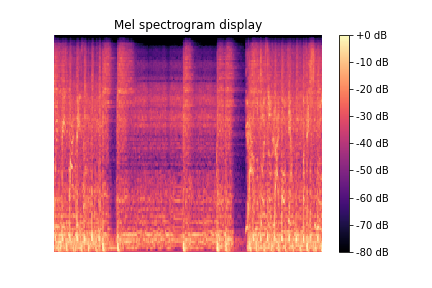 Mel spectrogram display
+0 dB
-10 dB
-20 dB
-30 dB
-40 dB
-50 dB
-60 dB
-70 dB
-80 dB